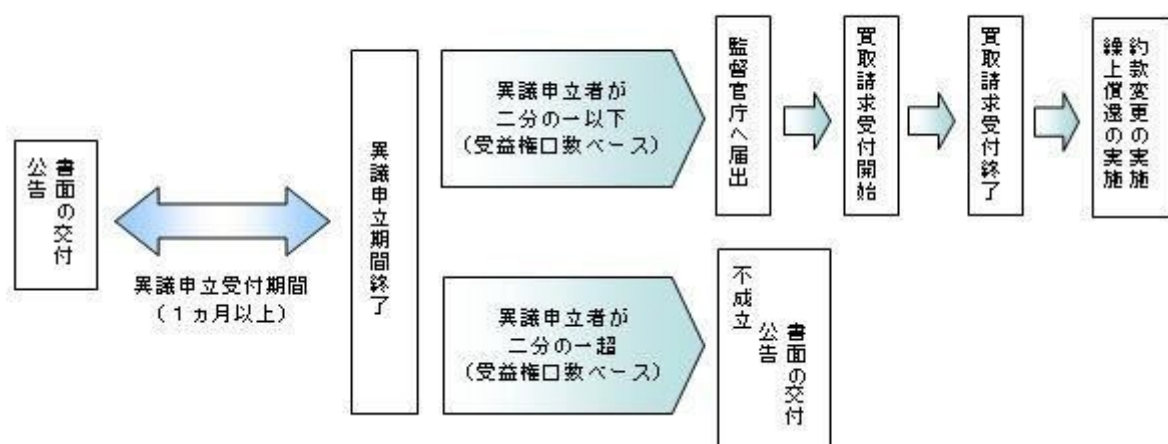 書面の交付
公告
異議申立受付期間
（１ヵ月以上）
異議申立期間終了
異議申立者が
二分の一以下
（受益権口数ベース）
監督官庁へ届出
買取請求受付開始
買取請求受付終了
約款変更の実施
繰上償還の実施
異議申立者が
二分の一超
（受益権口数ベース）
不成立
書面の交付
公告